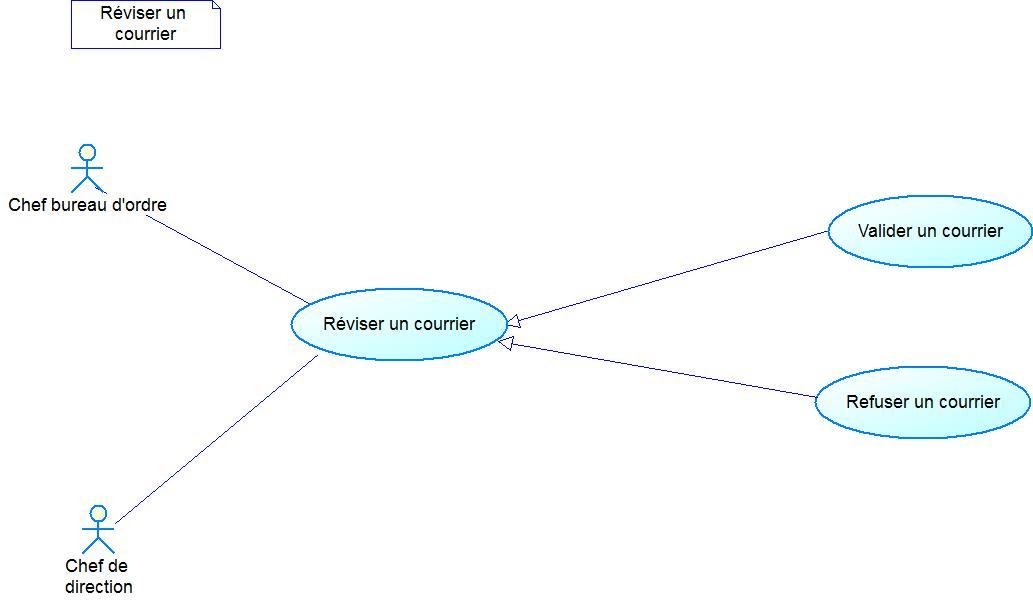 Réviser un
courrier
Chef bureau d'ordre
Valider un courrier
Réviser un courrier
Refuser un courrier
Chef de
direction